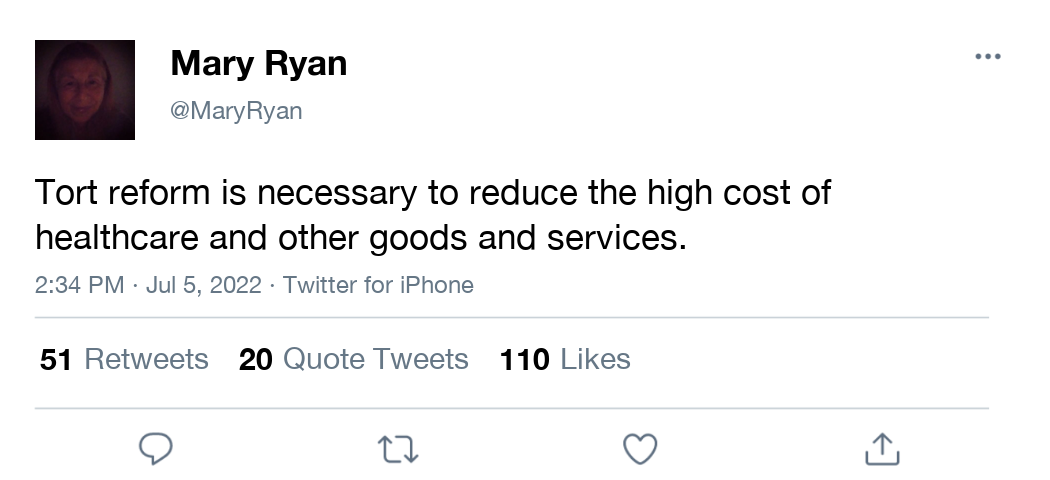 Mary Ryan
@MaryRyan
Tort reform is necessary to reduce the high cost of
healthcare and other goods and services.
2:34 PM · Jul 5, 2022 · Twitter for iPhone
51 Retweets 20 Quote Tweets 110 Likes